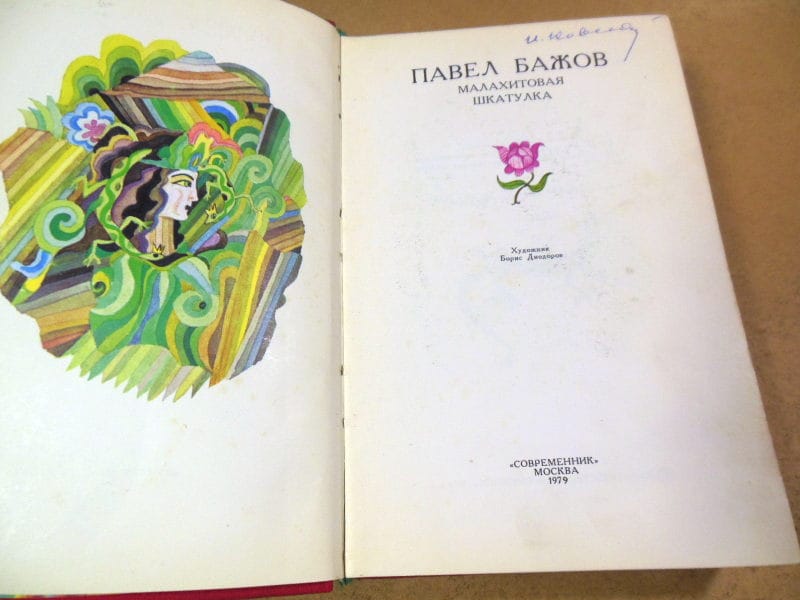 ПАВЕЛ БАЖОВ
МАЛАХИТОВАЯ
ШКАТУЛКА
Художник
Борис Диодоров
«СОВРЕМЕННИК»
МОСКВА
1979